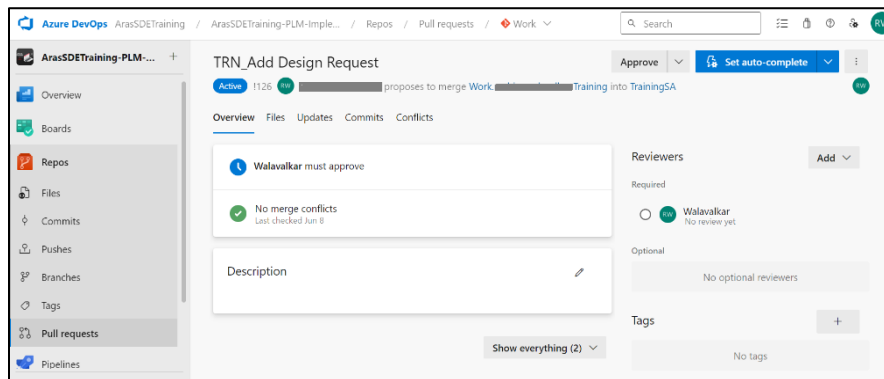 Azure DevOps ArasSDETraining / ArasSDETraining-PLM-Imple... / Repos / Pull requests / Work
Search
RW
ArasSDETraining-PLM-... +
Overview
Boards
Repos
Files
Commits
Pushes
Branches
Tags
Pull requests
Pipelines
TRN_Add Design Request
Approve
Set auto-complete
Active !126 RW proposes to merge Work. Training into TrainingSA
RW
Overview Files Updates Commits Conflicts
Walavalkar must approve
No merge conflicts
Last checked Jun 8
Description
Show everything (2)
Reviewers
Add
Required
RW Walavalkar
No review yet
Optional
No optional reviewers
Tags
+
No tags